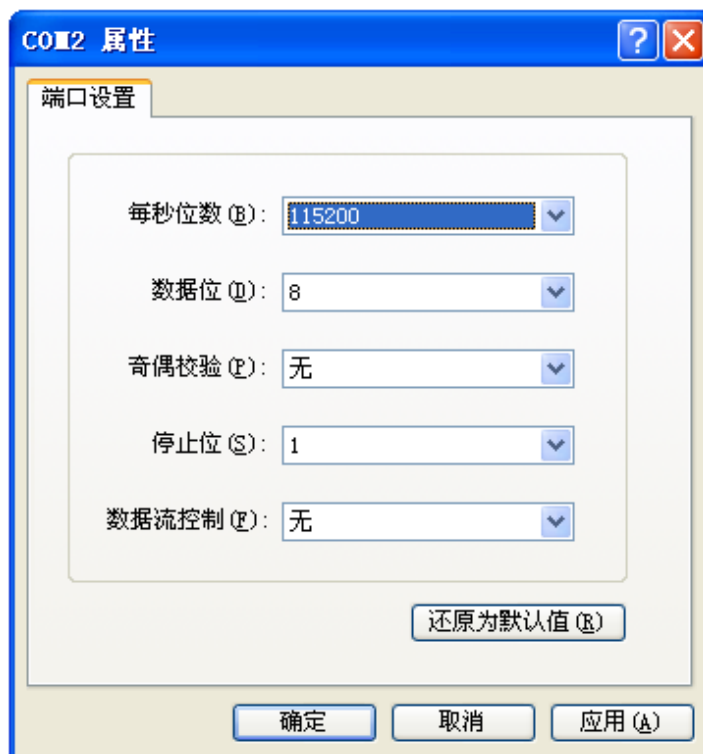 COM2 属性
端口设置
每秒位数(B): 115200
数据位(D): 8
奇偶校验(P): 无
停止位(S): 1
数据流控制(F): 无
还原为默认值(R)
确定 取消 应用(A)